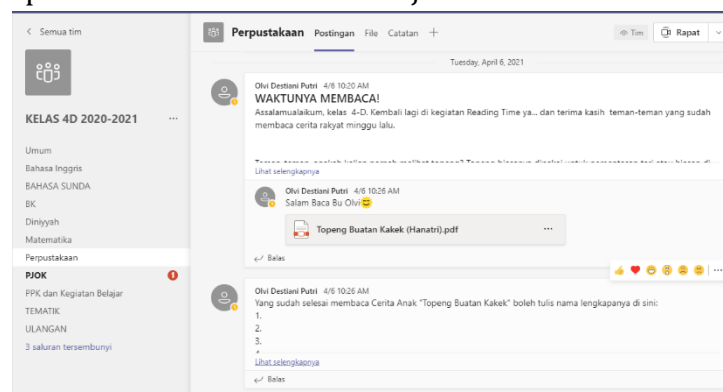 Semua tim
KELAS 4D 2020-2021
Umum
Bahasa Inggris
BAHASA SUNDA
BK
Diniyyah
Matematika
Perpustakaan
PJOK 1
PPK dan Kegiatan Belajar
TEMATIK
ULANGAN
3 saluran tersembunyi
Perpustakaan Postingan File Catatan
Tim Rapat
Tuesday, April 6, 2021
Olvi Destiani Putri 4/6 10:20 AM
WAKTUNYA MEMBACA!
Assalamualaikum, kelas 4-D. Kembali lagi di kegiatan Reading Time ya... dan terima kasih teman-teman yang sudah
membaca cerita rakyat minggu lalu.
Lihat selengkapnya
Olvi Destiani Putri 4/6 10:26 AM
Salam Baca Bu Olvi
Topeng Buatan Kakek (Hanatri).pdf
Balas
Olvi Destiani Putri 4/6 10:26 AM
Yang sudah selesai membaca Cerita Anak "Topeng Buatan Kakek" boleh tulis nama lengkapanya di sini:
1.
2.
3.
Lihat selengkapnya
Balas